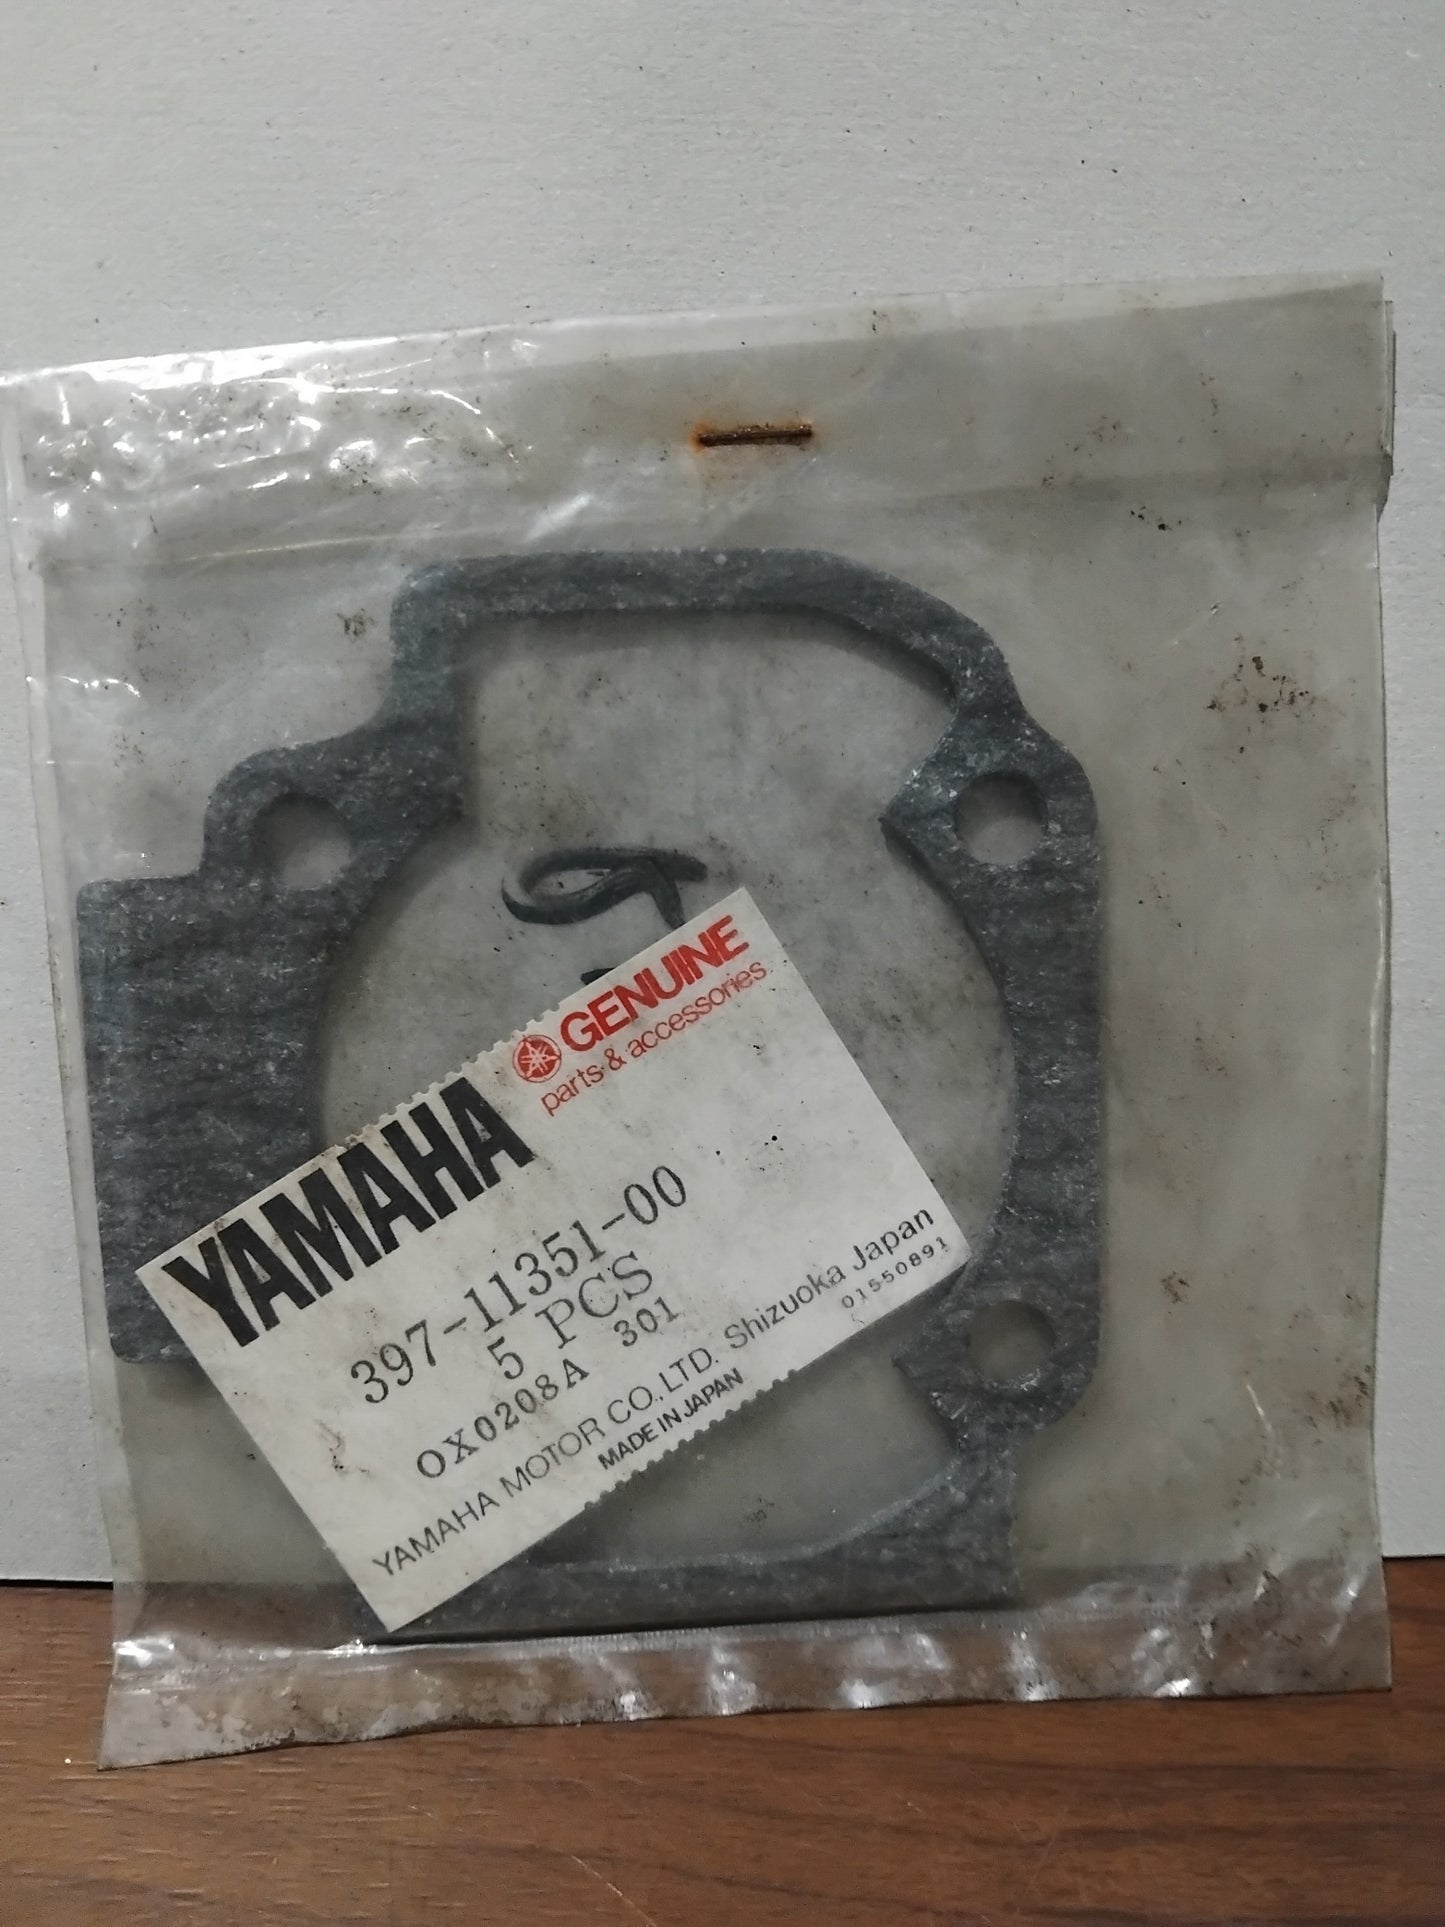 GENUINE
parts & accessories
YAMAHA
397-11351-00
5 PCS
OX0208A 301
YAMAHA MOTOR CO., LTD. Shizuoka Japan
MADE IN JAPAN
01550891